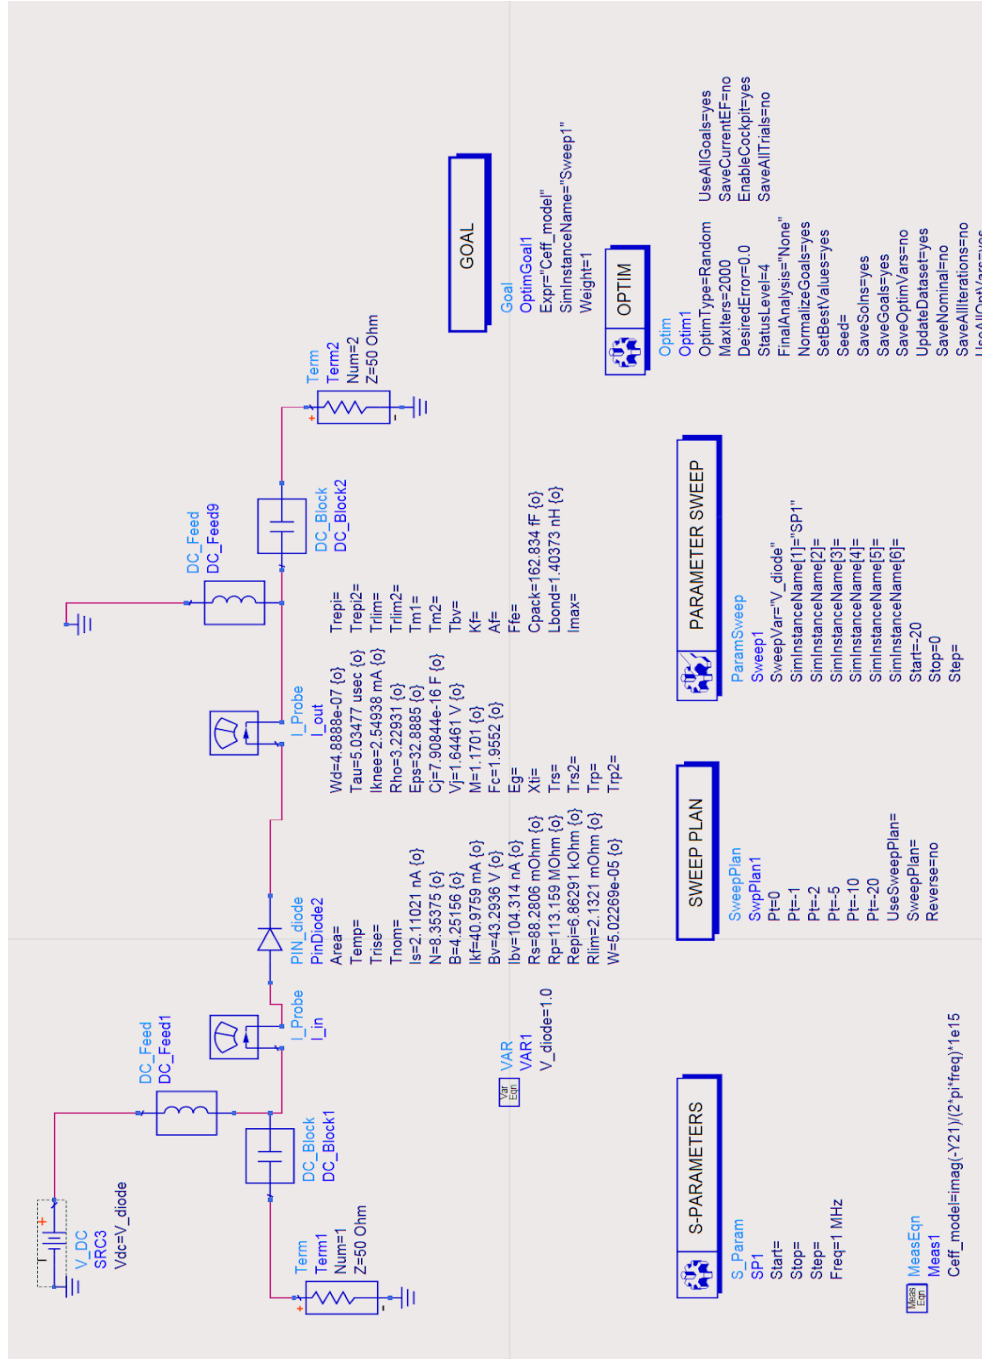 V_DC
SRC3
Vdc=V_diode
DC_Feed
DC_Feed1
DC_Block
DC_Block1
Term
Term1
Num=1
Z=50 Ohm
I_Probe
I_in
PIN_diode
PinDiode2
Area=
Temp=
Trise=
Tnom=
Is=2.11021 nA {o}
N=8.35375 {o}
B=4.25156 {o}
Ikf=40.9759 mA {o}
Bv=43.2936 V {o}
Ibv=104.314 nA {o}
Rs=88.2806 mOhm {o}
Rp=113.159 MOhm {o}
Repi=6.86291 kOhm {o}
Rlim=2.1321 mOhm {o}
W=5.02269e-05 {o}
Wd=4.8888e-07 {o}
Tau=5.03477 usec {o}
Iknee=2.54938 mA {o}
Rho=3.22931 {o}
Eps=32.8885 {o}
Cj=7.90844e-16 F {o}
Vj=1.64461 V {o}
M=1.1701 {o}
Fc=1.9552 {o}
Eg=
Xti=
Trs=
Trs2=
Trp=
Trp2=
Trepi=
Trepi2=
Trlim=
Trlim2=
Tm1=
Tm2=
Tbv=
Kf=
Af=
Ffe=
Cpack=162.834 fF {o}
Lbond=1.40373 nH {o}
Imax=
I_Probe
I_out
DC_Feed
DC_Feed9
DC_Block
DC_Block2
Term
Term2
Num=2
Z=50 Ohm
Var
Eqn
VAR
VAR1
V_diode=1.0
GOAL
Goal
OptimGoal1
Expr="Ceff_model"
SimInstanceName="Sweep1"
Weight=1
S-PARAMETERS
S_Param
SP1
Start=
Stop=
Step=
Freq=1 MHz
Meas
Eqn
MeasEqn
Meas1
Ceff_model=imag(-Y21)/(2*pi*freq)*1e15
SWEEP PLAN
SweepPlan
SwpPlan1
Pt=0
Pt=-1
Pt=-2
Pt=-5
Pt=-10
Pt=-20
UseSweepPlan=
SweepPlan=
Reverse=no
PARAMETER SWEEP
ParamSweep
Sweep1
SweepVar="V_diode"
SimInstanceName[1]="SP1"
SimInstanceName[2]=
SimInstanceName[3]=
SimInstanceName[4]=
SimInstanceName[5]=
SimInstanceName[6]=
Start=-20
Stop=0
Step=
OPTIM
Optim
Optim1
OptimType=Random
MaxIters=2000
DesiredError=0.0
StatusLevel=4
FinalAnalysis="None"
NormalizeGoals=yes
SetBestValues=yes
Seed=
SaveSolns=yes
SaveGoals=yes
SaveOptimVars=no
UpdateDataset=yes
SaveNominal=no
SaveAllIterations=no
UseAllOptVars=yes
UseAllGoals=yes
SaveCurrentEF=no
EnableCockpit=yes
SaveAllTrials=no